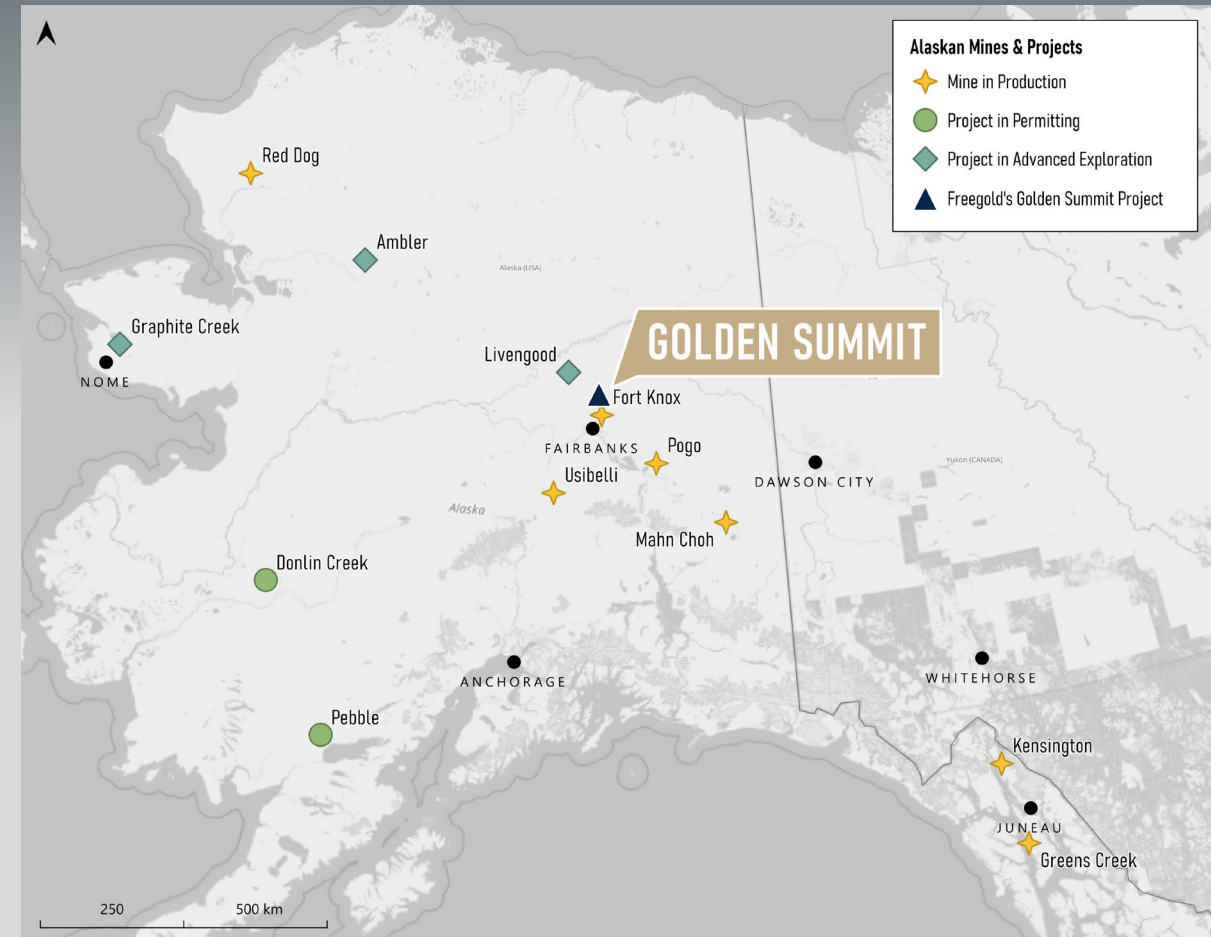 Alaskan Mines & Projects
Mine in Production
Project in Permitting
Project in Advanced Exploration
Freegold's Golden Summit Project
Red Dog
Ambler
Alaska (USA)
Graphite Creek
NOME
GOLDEN SUMMIT
Livengood
Fort Knox
FAIRBANKS
Pogo
Usibelli
DAWSON CITY
Yukon (CANADA)
Alaska
Mahn Choh
Donlin Creek
ANCHORAGE
WHITEHORSE
Pebble
Kensington
JUNEAU
Greens Creek
250
500 km